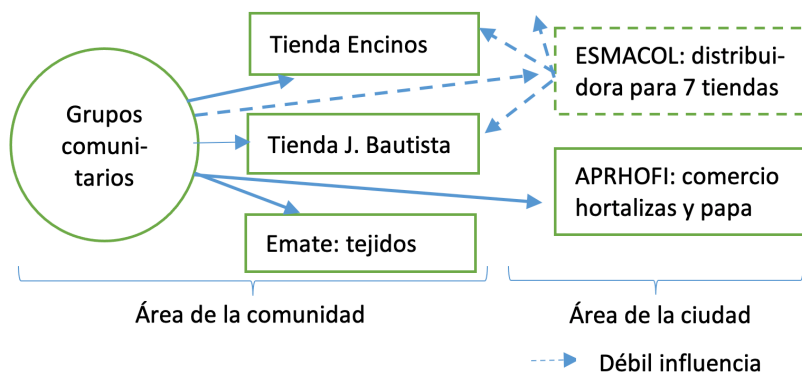 Grupos
comuni-
tarios
Tienda Encinos
Tienda J. Bautista
Emate: tejidos
ESMACOL: distribui-
dora para 7 tiendas
APRHOFI: comercio
hortalizas y papa
Área de la comunidad
Área de la ciudad
Débil influencia